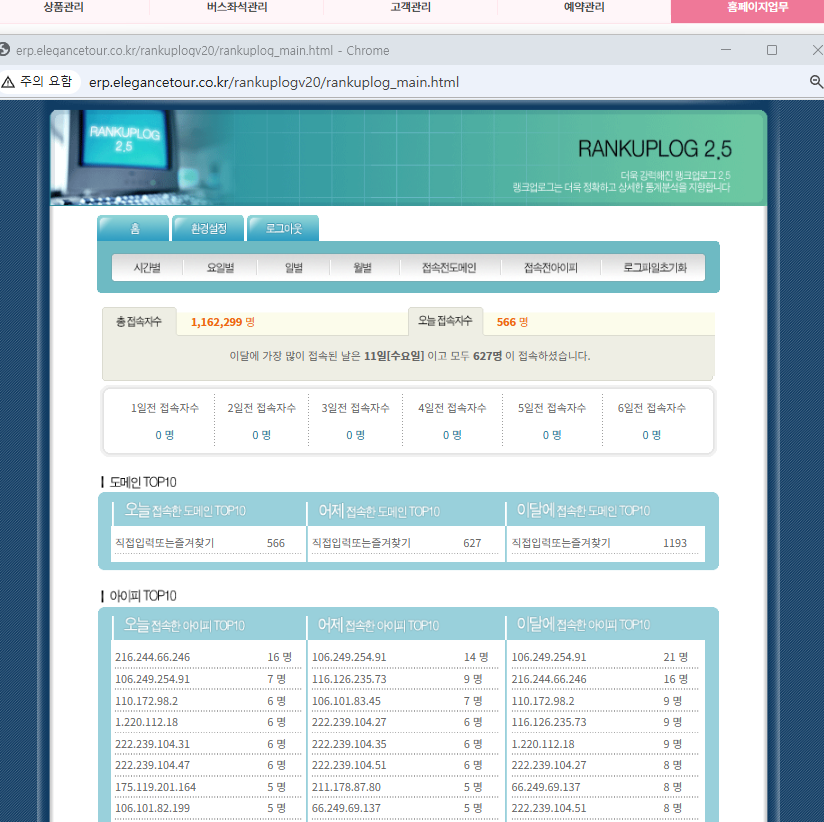 상품관리 버스좌석관리 고객관리 예약관리 홈페이지업무
erp.elegancetour.co.kr/rankuplogv20/rankuplog_main.html - Chrome
주의 요함 erp.elegancetour.co.kr/rankuplogv20/rankuplog_main.html
RANKUPLOG
2.5
RANKUPLOG 2.5
더욱 강력해진 랭크업로그 2.5
랭크업로그는 더욱 정확하고 상세한 통계분석을 지향합니다
홈 환경설정 로그아웃
시간별 요일별 일별 월별 접속전도메인 접속전아이피 로그파일초기화
총 접속자수 1,162,299 명 오늘 접속자수 566 명
이달에 가장 많이 접속된 날은 11일[수요일] 이고 모두 627명 이 접속하셨습니다.
1일전 접속자수 2일전 접속자수 3일전 접속자수 4일전 접속자수 5일전 접속자수 6일전 접속자수
0 명 0 명 0 명 0 명 0 명 0 명
도메인 TOP10
오늘 접속한 도메인 TOP10 어제 접속한 도메인 TOP10 이달에 접속한 도메인 TOP10
직접입력또는즐겨찾기 566 직접입력또는즐겨찾기 627 직접입력또는즐겨찾기 1193
아이피 TOP10
오늘 접속한 아이피 TOP10 어제 접속한 아이피 TOP10 이달에 접속한 아이피 TOP10
216.244.66.246 16 명 106.249.254.91 14 명 106.249.254.91 21 명
106.249.254.91 7 명 116.126.235.73 9 명 216.244.66.246 16 명
110.172.98.2 6 명 106.101.83.45 7 명 110.172.98.2 9 명
1.220.112.18 6 명 222.239.104.27 6 명 116.126.235.73 9 명
222.239.104.31 6 명 222.239.104.35 6 명 1.220.112.18 9 명
222.239.104.47 6 명 222.239.104.51 6 명 222.239.104.27 8 명
175.119.201.164 5 명 211.178.87.80 5 명 66.249.69.137 8 명
106.101.82.199 5 명 66.249.69.137 5 명 222.239.104.51 8 명